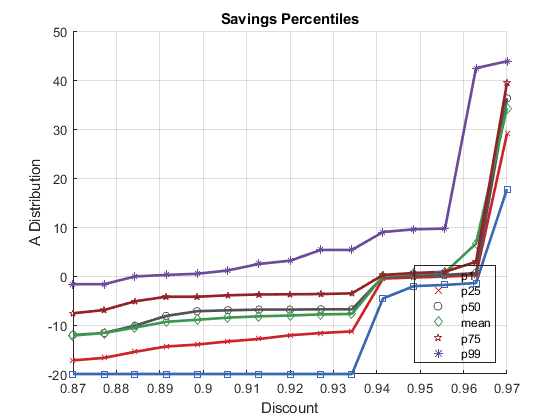 Savings Percentiles
50
40
30
20
10
0
-10
-20
A Distribution
p1
p25
p50
mean
p75
p99
0.87 0.88 0.89 0.9 0.91 0.92 0.93 0.94 0.95 0.96 0.97
Discount